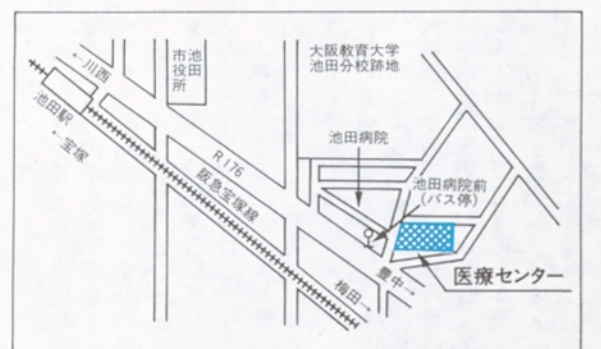 ←川西
池田
市役所
大阪教育大学
池田分校跡地
池田駅
←宝塚
R176
阪急宝塚線
池田病院
池田病院前
(バス停)
医療センター
豊中→
梅田→